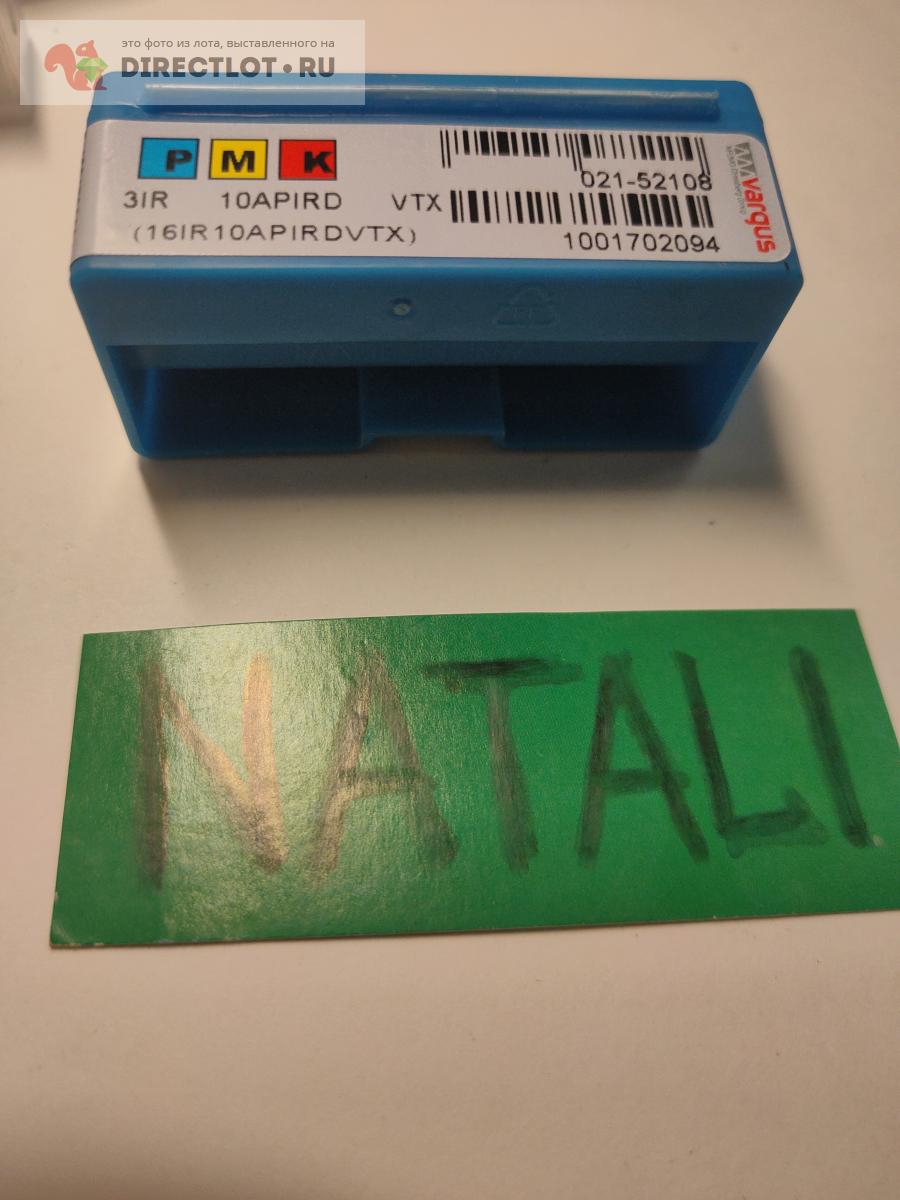 это фото из лота, выставленного на
DIRECTLOT•RU
P M K
021-52108
3IR 10APIRD VTX
(16IR10APIRDVTX)
1001702094
vargus
NATALI